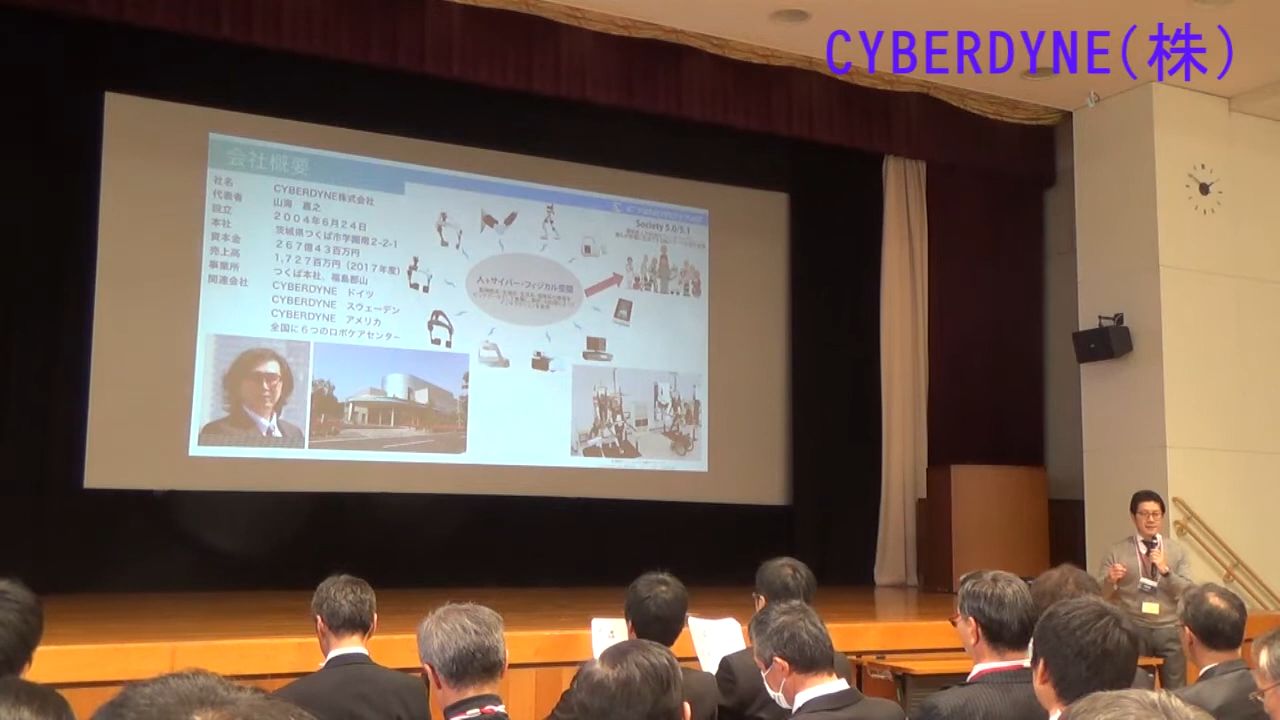 CYBERDYNE(株)
会社概要
社名 CYBERDYNE株式会社
代表者 山海 嘉之
設立 2004年6月24日
本社 茨城県つくば市学園南2-2-1
資本金 267億43百万円
売上高 1,727百万円(2017年度)
事業所 つくば本社、福島郡山
関連会社 CYBERDYNE ドイツ
CYBERDYNE スウェーデン
CYBERDYNE アメリカ
全国に6つのロボケアセンター
Society 5.0/5.1
人+サイバー・フィジカル空間